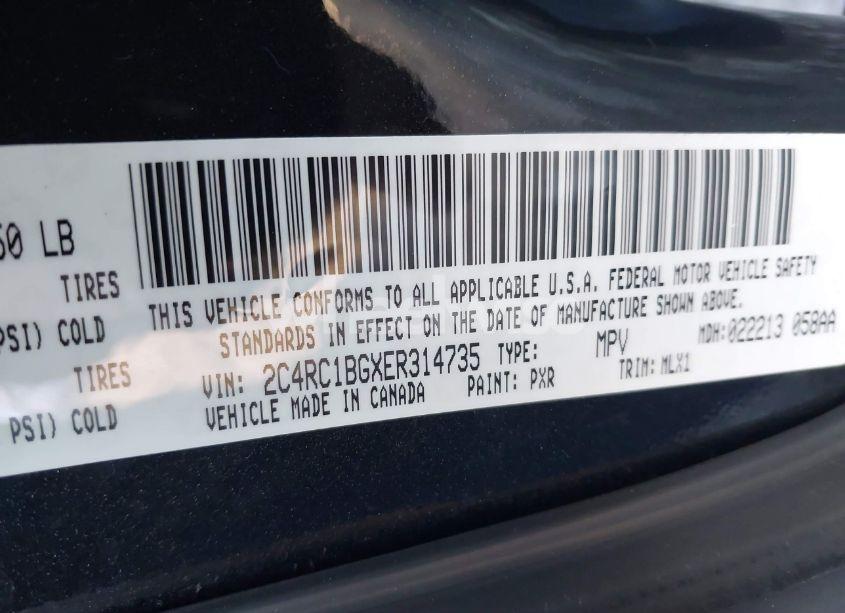 50 LB
TIRES
PSI) COLD
TIRES
PSI) COLD
THIS VEHICLE CONFORMS TO ALL APPLICABLE U.S.A. FEDERAL MOTOR VEHICLE SAFETY
STANDARDS IN EFFECT ON THE DATE OF MANUFACTURE SHOWN ABOVE.
MDH:022213 058AA
VIN: 2C4RC1BGXER314735 TYPE: MPV
VEHICLE MADE IN CANADA PAINT: PXR TRIM: MLX1